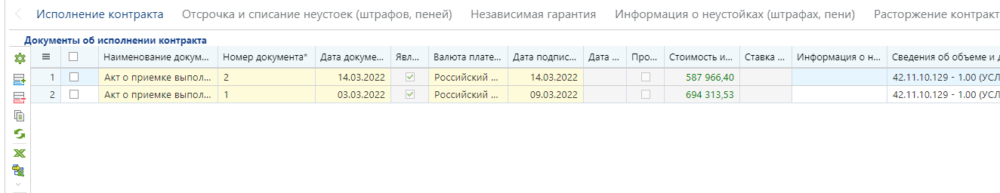 Исполнение контракта Отсрочка и списание неустоек (штрафов, пеней) Независимая гарантия Информация о неустойках (штрафах, пени) Расторжение контракт
Документы об исполнении контракта
Наименование докум... Номер документа* Дата докуме... Явл... Валюта плате... Дата подпис... Дата ... Про... Стоимость и... Ставка ... Информация о н... Сведения об объеме и д
1 Акт о приемке выпол... 2 14.03.2022 Российский ... 14.03.2022 587 966,40 42.11.10.129 - 1.00 (УСЛ
2 Акт о приемке выпол... 1 03.03.2022 Российский ... 09.03.2022 694 313,53 42.11.10.129 - 1.00 (УСЛ